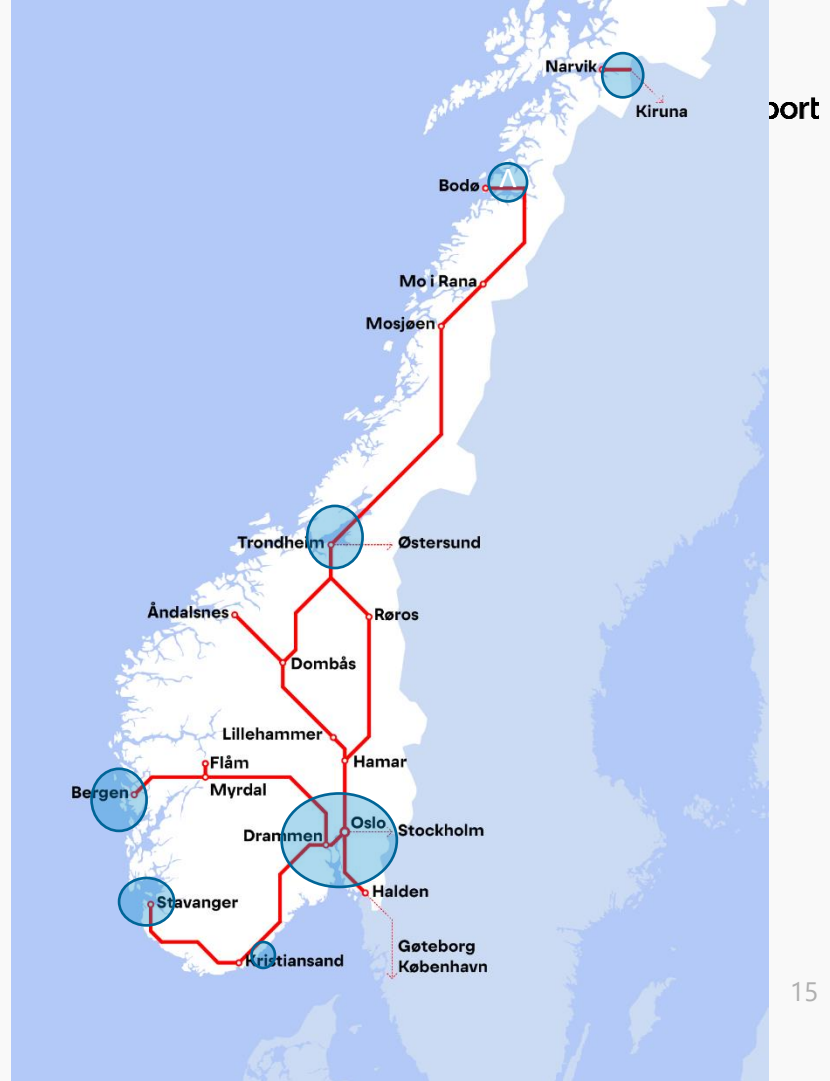 Narvik
port
Kiruna
Bodø
Mo i Rana
Mosjøen
Trondheim
Østersund
Åndalsnes
Røros
Dombås
Lillehammer
Flåm
Hamar
Bergen
Myrdal
Oslo
Stockholm
Drammen
Halden
Stavanger
Gøteborg
København
Kristiansand
15